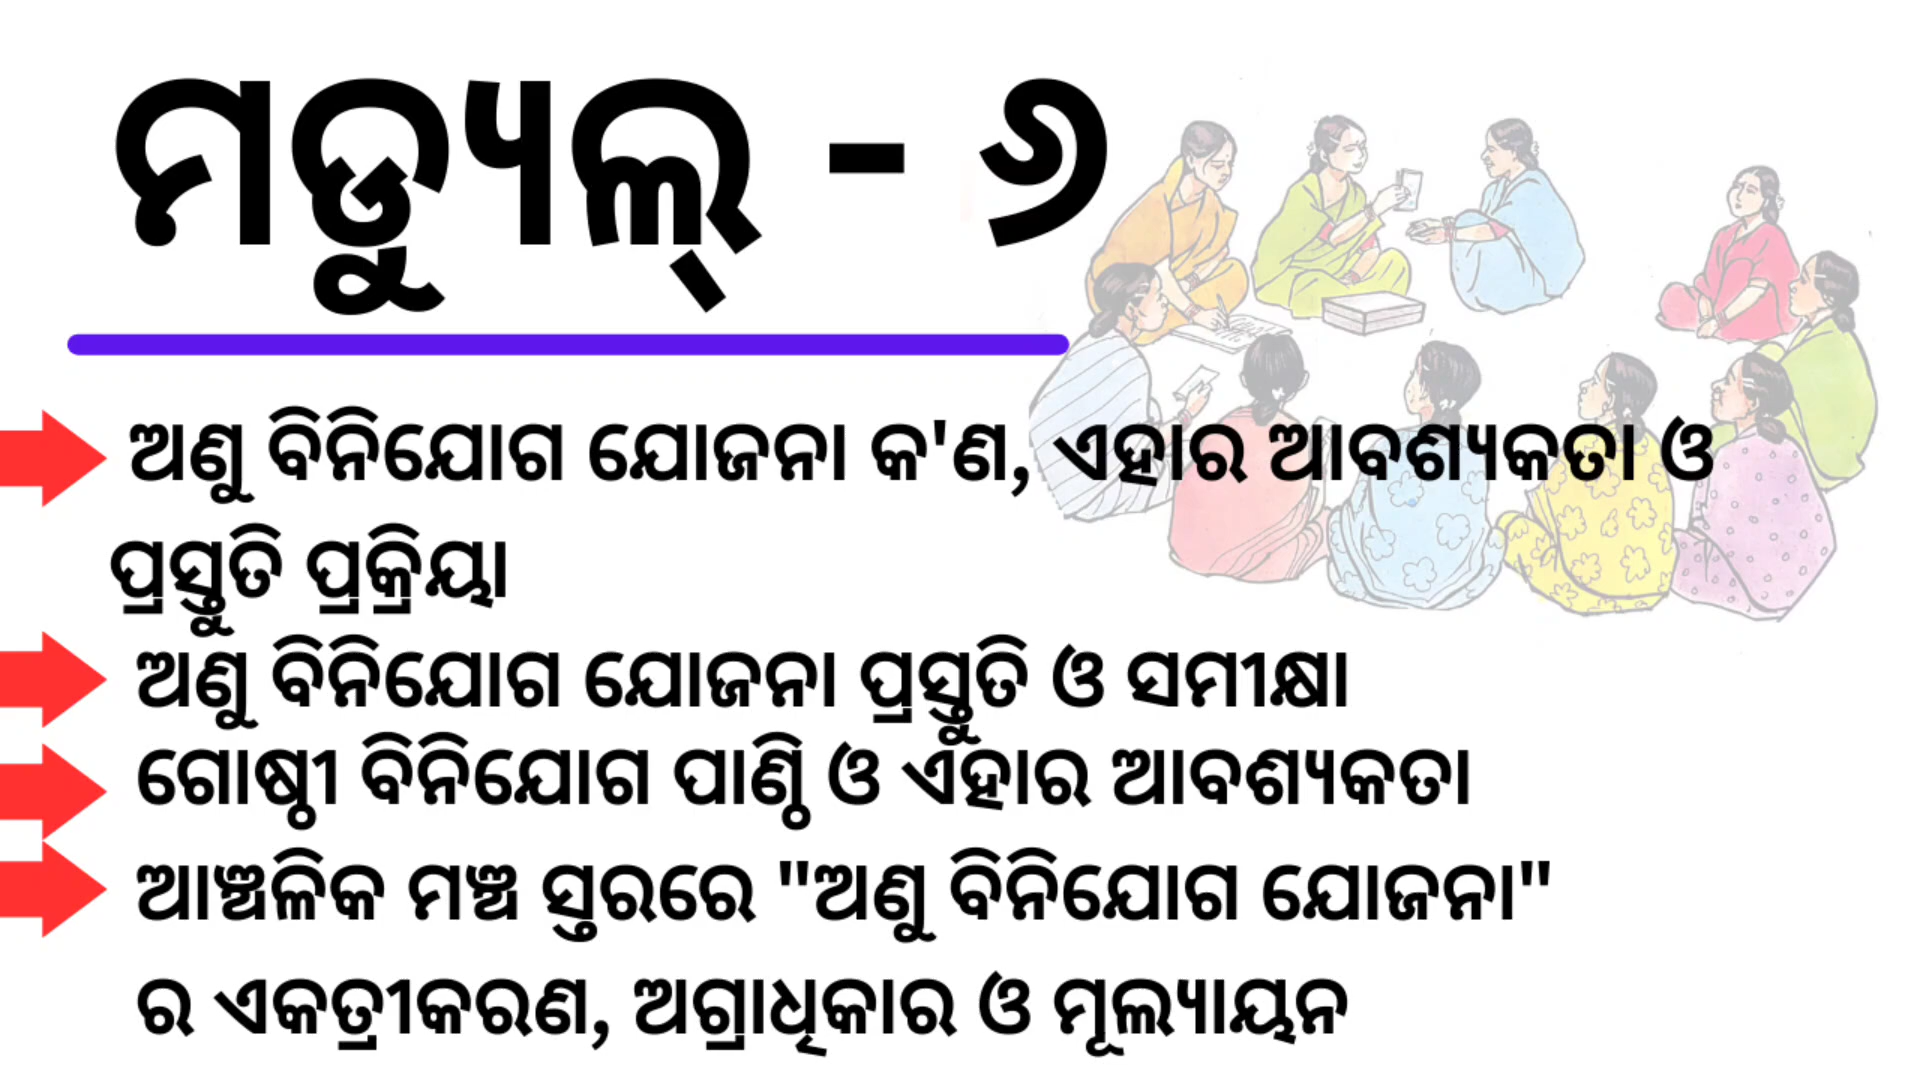 ମଡ୍ୟୁଲ୍ - ୬
ଅଣୁ ବିନିଯୋଗ ଯୋଜନା କ'ଣ, ଏହାର ଆବଶ୍ୟକତା ଓ
ପ୍ରସ୍ତୁତି ପ୍ରକ୍ରିୟା
ଅଣୁ ବିନିଯୋଗ ଯୋଜନା ପ୍ରସ୍ତୁତି ଓ ସମୀକ୍ଷା
ଗୋଷ୍ଠୀ ବିନିଯୋଗ ପାଣ୍ଠି ଓ ଏହାର ଆବଶ୍ୟକତା
ଆଞ୍ଚଳିକ ମଞ୍ଚ ସ୍ତରରେ "ଅଣୁ ବିନିଯୋଗ ଯୋଜନା"
ର ଏକତ୍ରୀକରଣ, ଅଗ୍ରାଧିକାର ଓ ମୂଲ୍ୟାୟନ